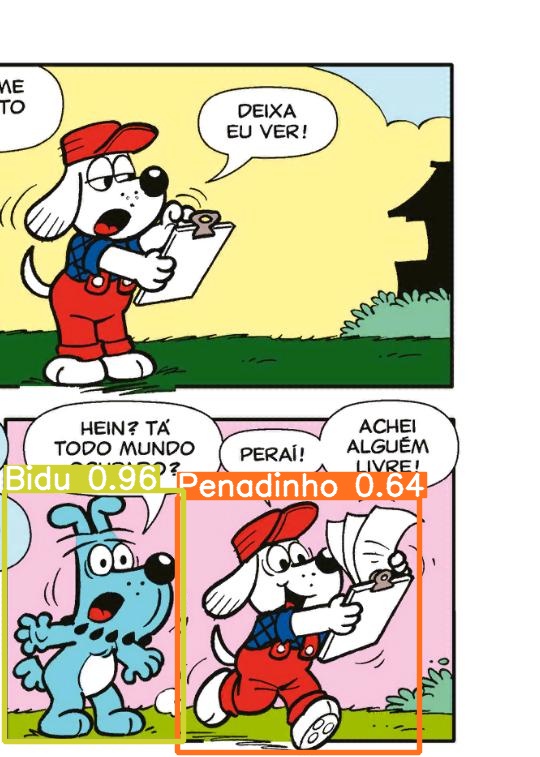 ME
TO
DEIXA
EU VER!
HEIN? TÁ
TODO MUNDO
PERAÍ!
ACHEI
ALGUÉM
LIVRE!
Bidu 0.96
Penadinho 0.64